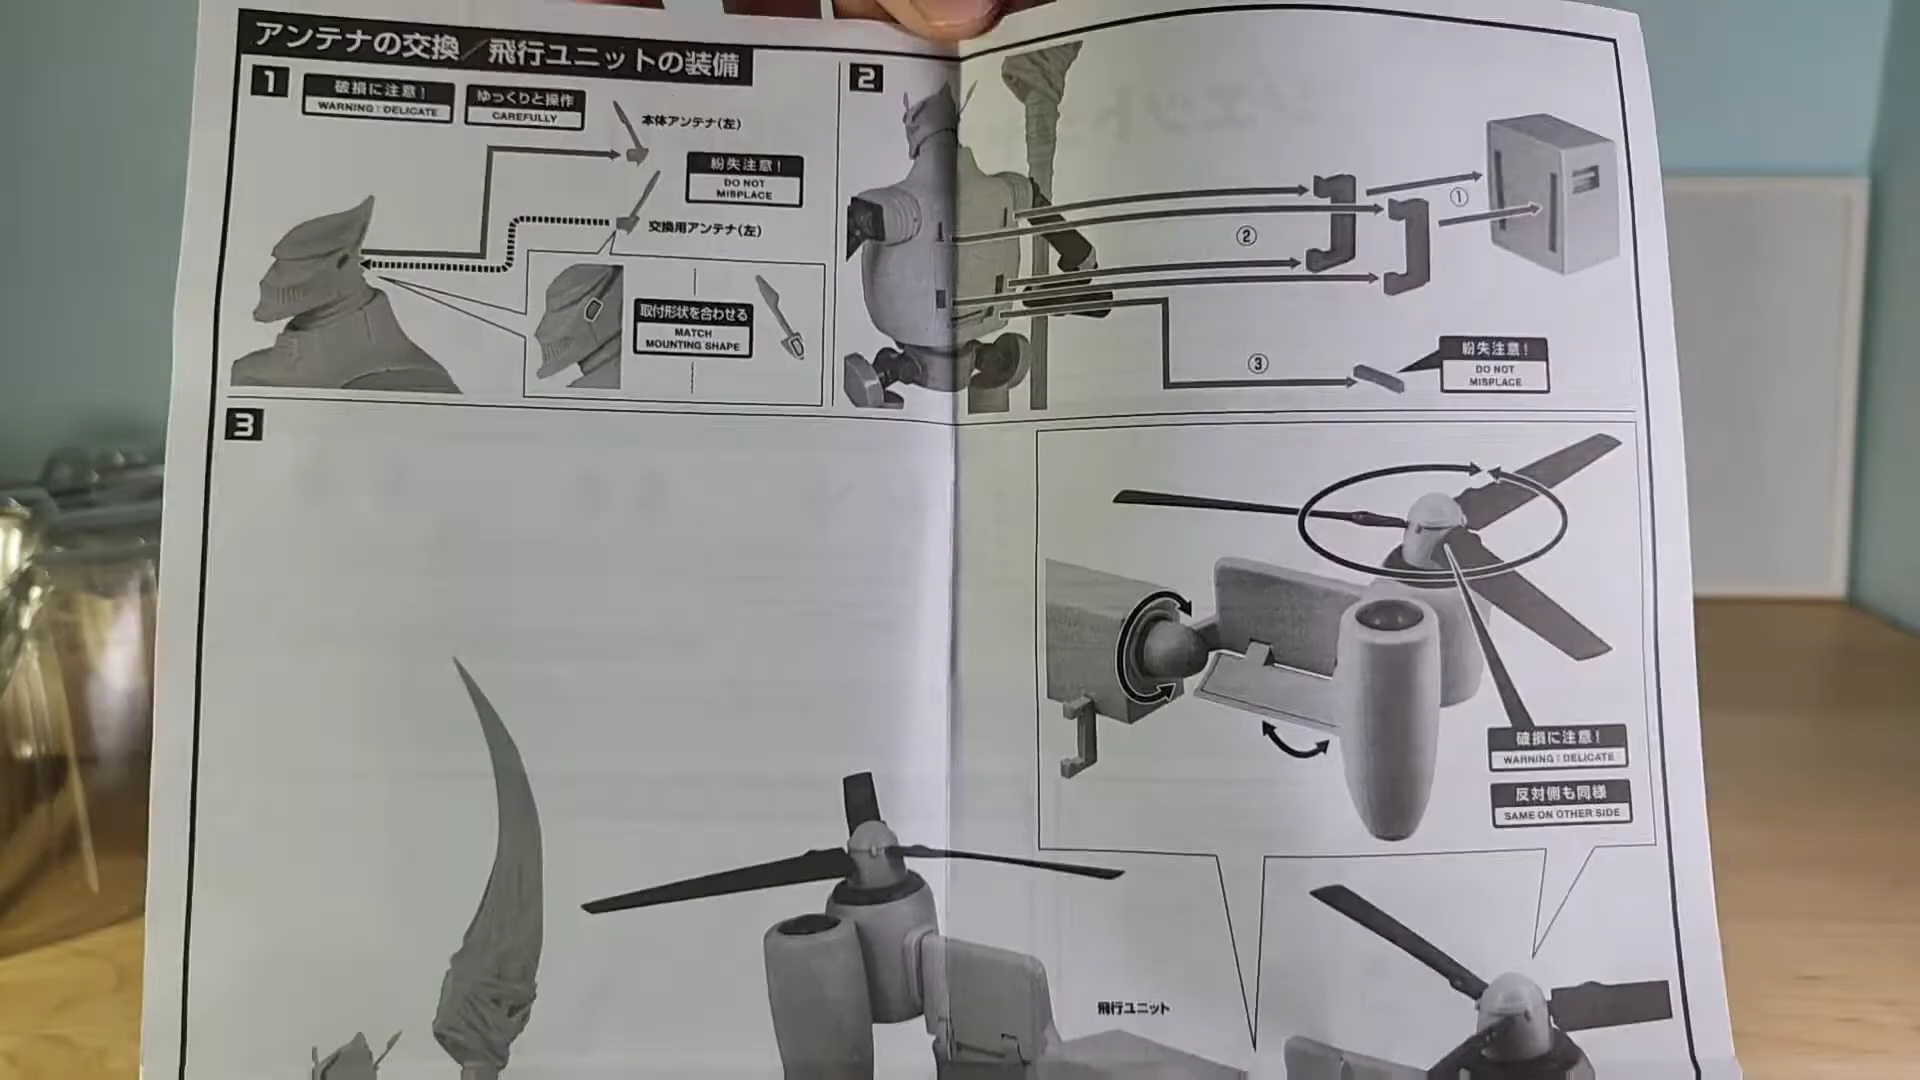 アンテナの交換／飛行ユニットの装備
1
破損に注意！
WARNING : DELICATE
ゆっくりと操作
CAREFULLY
本体アンテナ(左)
紛失注意！
DO NOT
MISPLACE
交換用アンテナ(左)
取付形状を合わせる
MATCH
MOUNTING SHAPE
2
①
②
③
紛失注意！
DO NOT
MISPLACE
3
破損に注意！
WARNING : DELICATE
反対側も同様
SAME ON OTHER SIDE
飛行ユニット